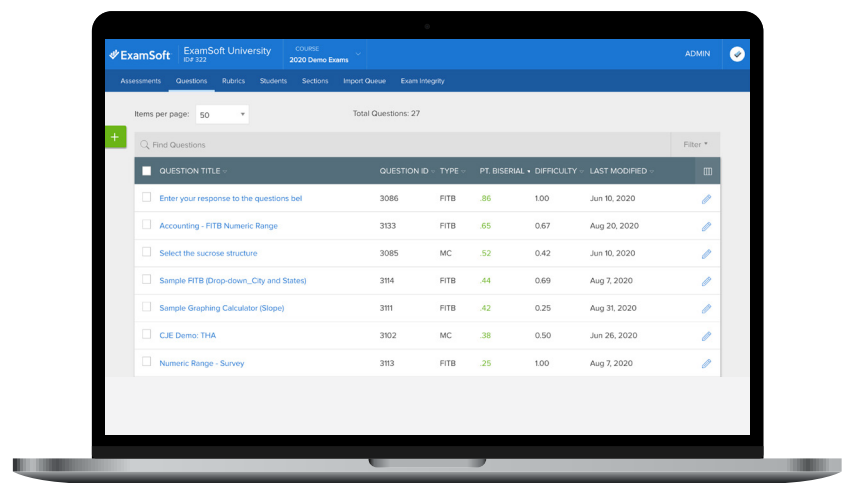 ExamSoft
ExamSoft University
ID# 322
COURSE
2020 Demo Exams
ADMIN
Assessments Questions Rubrics Students Sections Import Queue Exam Integrity
Items per page: 50 Total Questions: 27
+
Find Questions Filter
QUESTION TITLE QUESTION ID TYPE PT. BISERIAL DIFFICULTY LAST MODIFIED
Enter your response to the questions bel 3086 FITB .86 1.00 Jun 10, 2020
Accounting - FITB Numeric Range 3133 FITB .65 0.67 Aug 20, 2020
Select the sucrose structure 3085 MC .52 0.42 Jun 10, 2020
Sample FITB (Drop-down_City and States) 3114 FITB .44 0.69 Aug 7, 2020
Sample Graphing Calculator (Slope) 3111 FITB .42 0.25 Aug 31, 2020
CJE Demo: THA 3102 MC .38 0.50 Jun 26, 2020
Numeric Range - Survey 3113 FITB .25 1.00 Aug 7, 2020